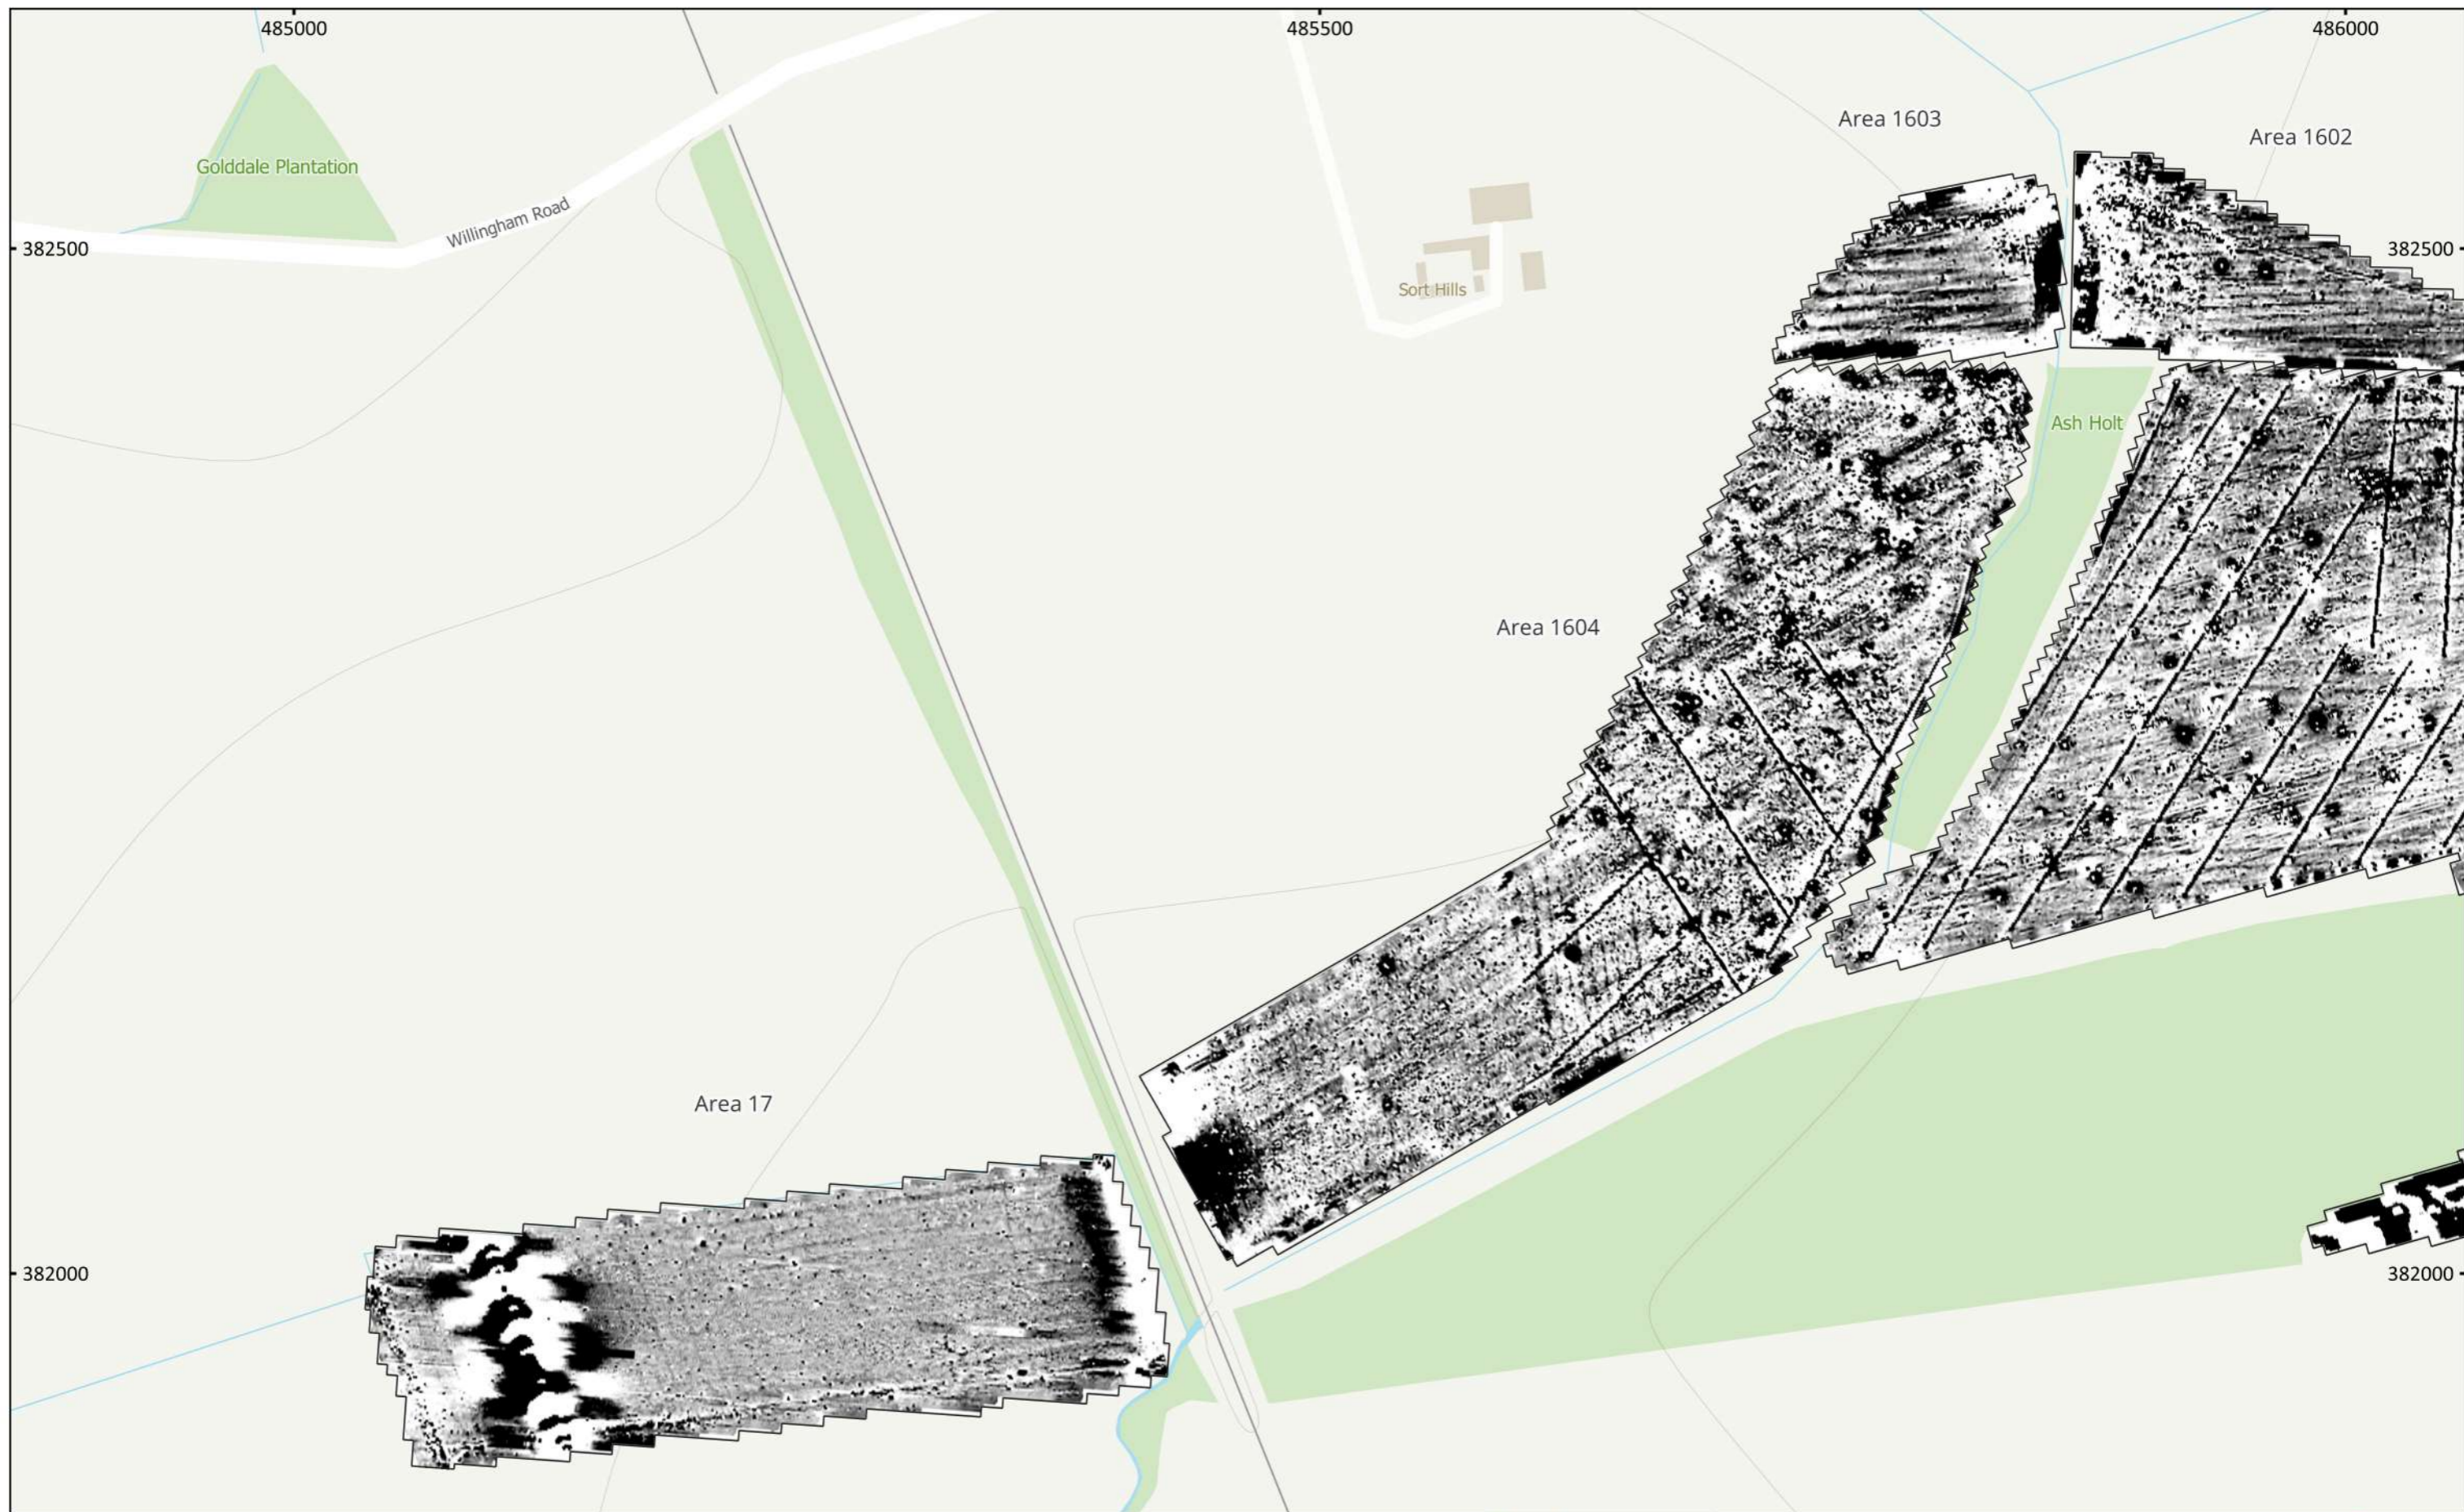 485000
485500
486000
Area 1603
Area 1602
Golddale Plantation
Willingham Road
382500
382500
Sort Hills
Ash Holt
Area 1604
Area 17
382000
382000